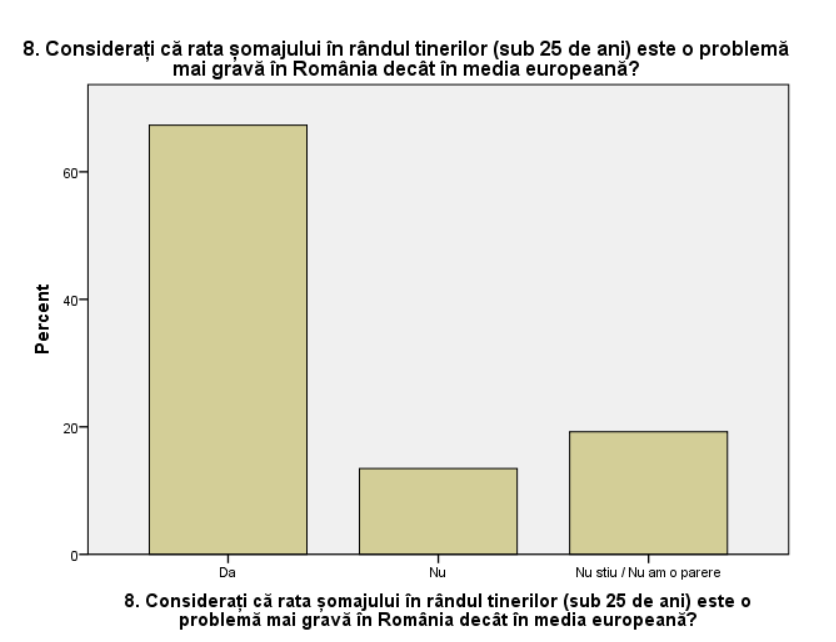 8. Considerați că rata șomajului în rândul tinerilor (sub 25 de ani) este o problemă
mai gravă în România decât în media europeană?
Percent
60
40
20
0
Da
Nu
Nu stiu / Nu am o parere
8. Considerați că rata șomajului în rândul tinerilor (sub 25 de ani) este o
problemă mai gravă în România decât în media europeană?